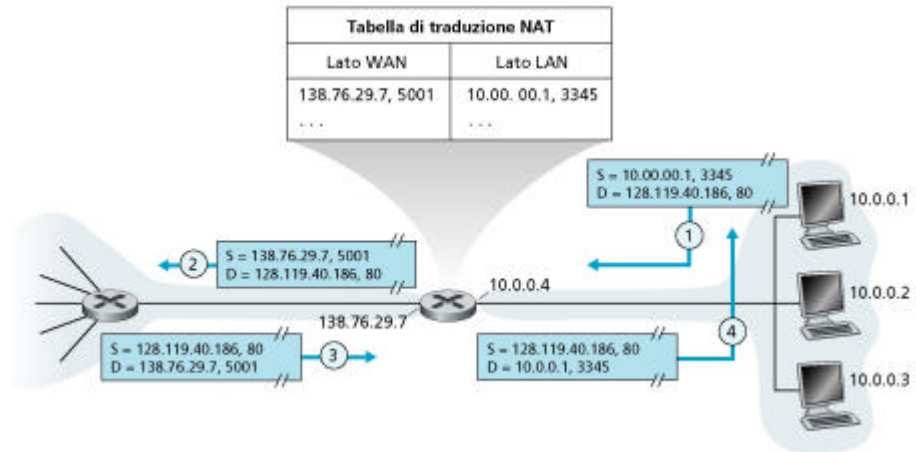 Tabella di traduzione NAT
Lato WAN
Lato LAN
138.76.29.7, 5001
10.00. 00.1, 3345
. . .
. . .
S = 10.00.00.1, 3345
D = 128.119.40.186, 80
10.0.0.1
1
S = 138.76.29.7, 5001
D = 128.119.40.186, 80
2
10.0.0.4
10.0.0.2
138.76.29.7
4
S = 128.119.40.186, 80
D = 138.76.29.7, 5001
3
S = 128.119.40.186, 80
D = 10.0.0.1, 3345
10.0.0.3